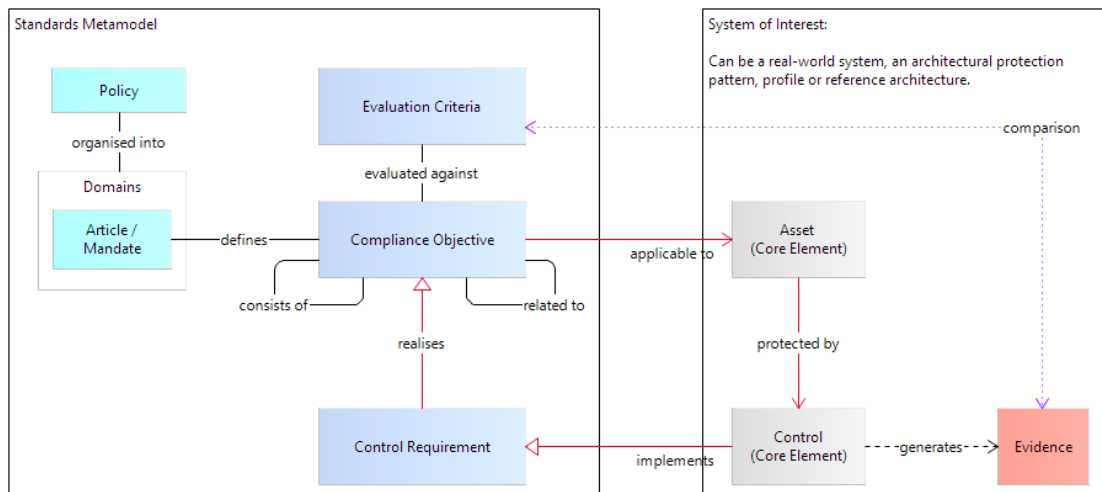 Standards Metamodel
Policy
organised into
Domains
Article /
Mandate
defines
Evaluation Criteria
evaluated against
Compliance Objective
consists of
related to
realises
Control Requirement
System of Interest:
Can be a real-world system, an architectural protection
pattern, profile or reference architecture.
comparison
applicable to
Asset
(Core Element)
protected by
implements
Control
(Core Element)
generates
Evidence